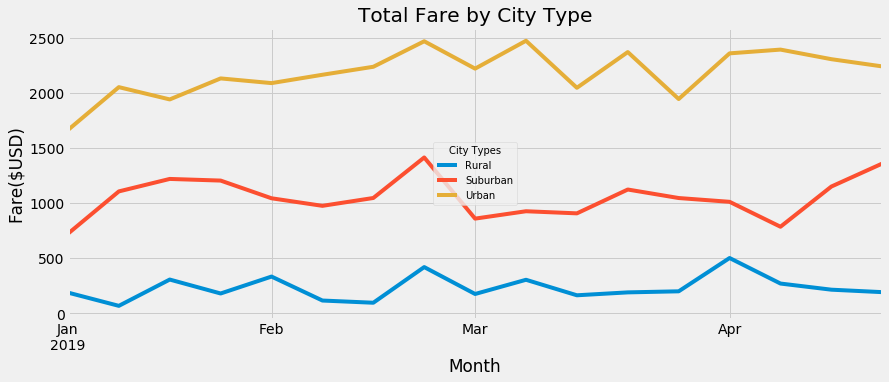 Total Fare by City Type
Fare($USD)
2500
2000
1500
1000
500
0
City Types
Rural
Suburban
Urban
Jan
2019
Feb
Mar
Apr
Month